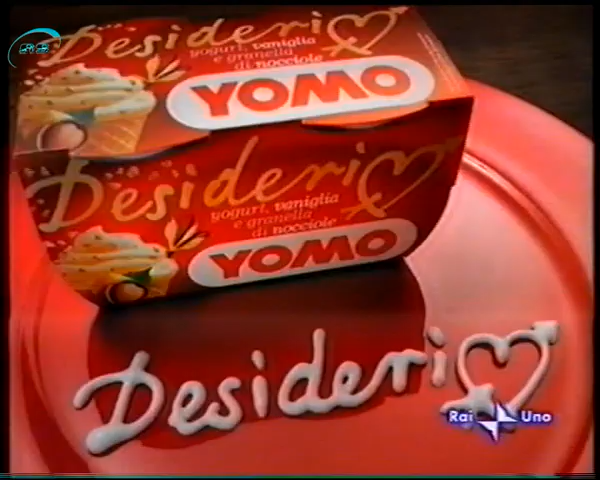 Desideri
yogurt, vaniglia
e granella
di nocciole
YOMO
Desideri
yogurt, vaniglia
e granella
di nocciole
YOMO
Desideri
Rai Uno